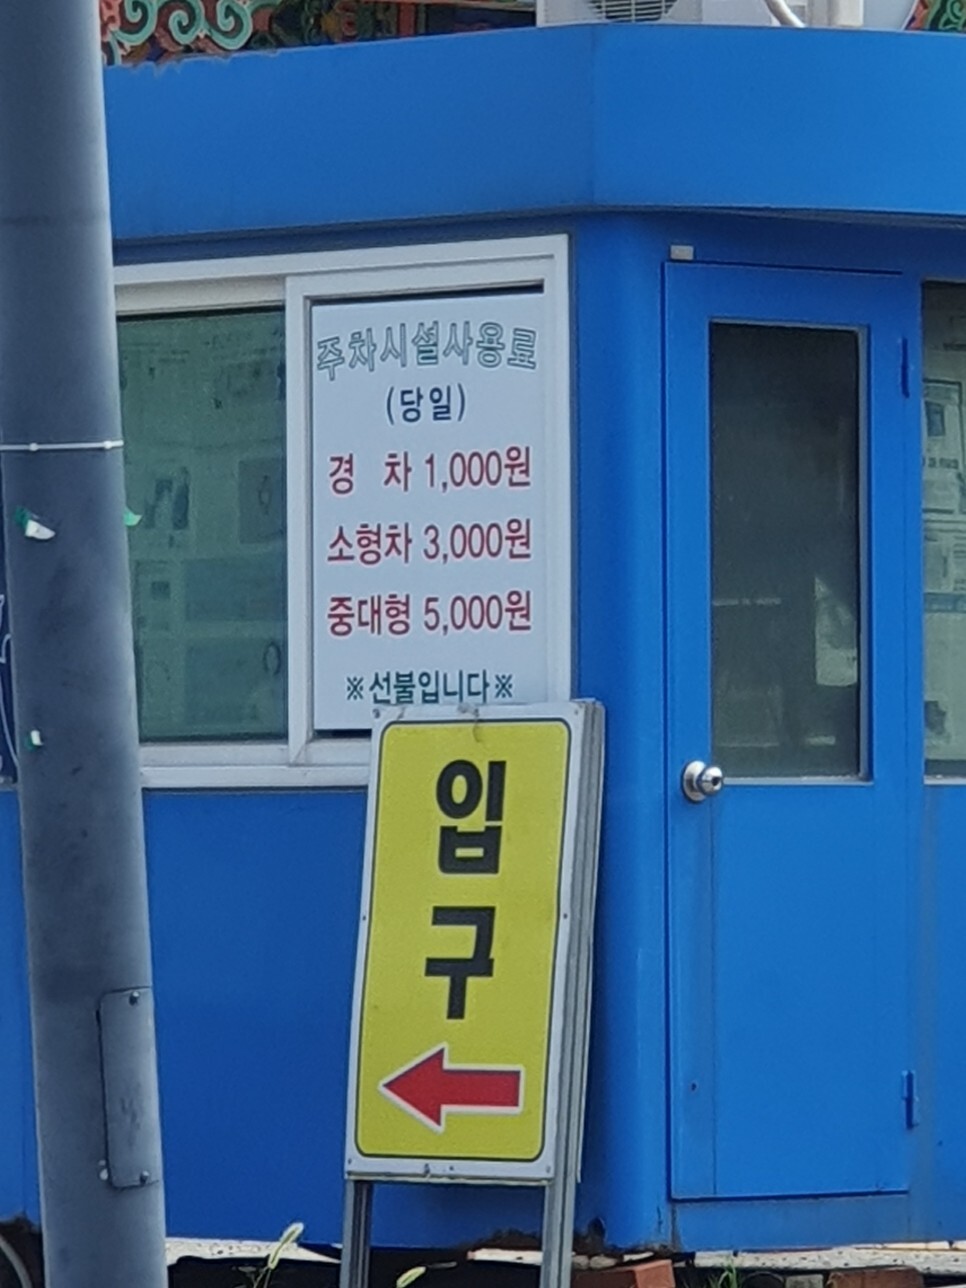 주차시설사용료
(당일)
경 차 1,000원
소형차 3,000원
중대형 5,000원
※선불입니다※
입
구